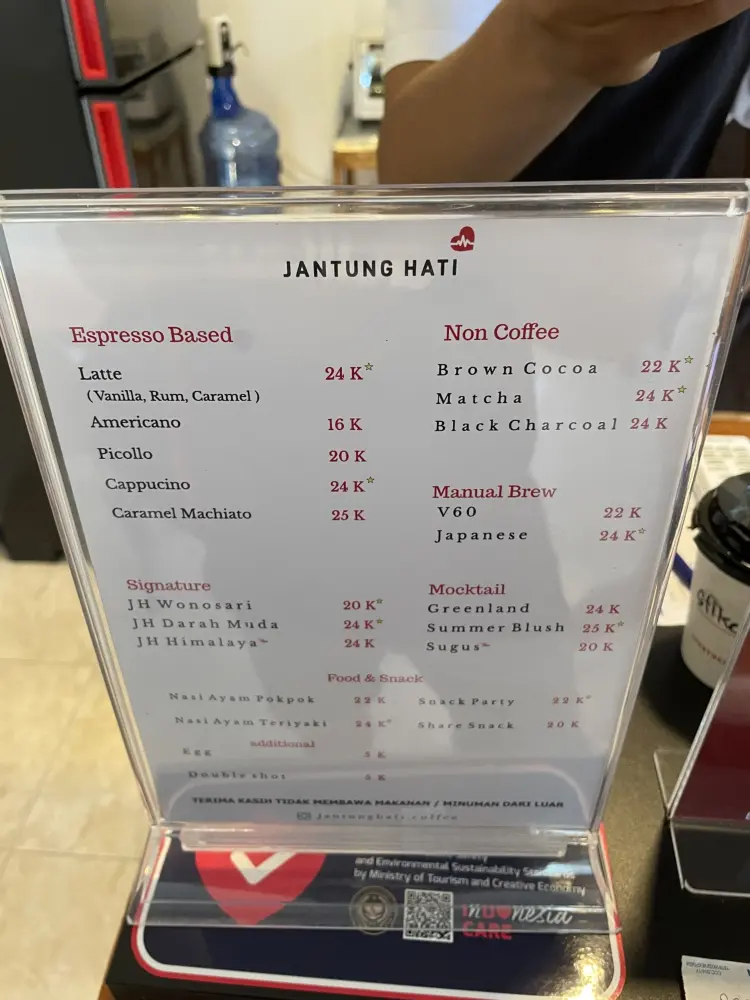 JANTUNG HATI
Espresso Based
Latte 24 K
(Vanilla, Rum, Caramel)
Americano 16 K
Picollo 20 K
Cappucino 24 K
Caramel Machiato 25 K
Non Coffee
Brown Cocoa 22 K
Matcha 24 K
Black Charcoal 24 K
Manual Brew
V60 22 K
Japanese 24 K
Signature
JH Wonosari 20 K
JH Darah Muda 24 K
JH Himalaya 24 K
Mocktail
Greenland 24 K
Summer Blush 25 K
Sugus 20 K
Food & Snack
Nasi Ayam Pokpok 22 K
Nasi Ayam Teriyaki 24 K
Snack Party 22 K
Share Snack 20 K
additional
Egg 5 K
Double shot 5 K
TERIMA KASIH TIDAK MEMBAWA MAKANAN / MINUMAN DARI LUAR
jantunghati.coffee
and Environmental Sustainability
by Ministry of Tourism and Creative Economy
INDONESIA
CARE